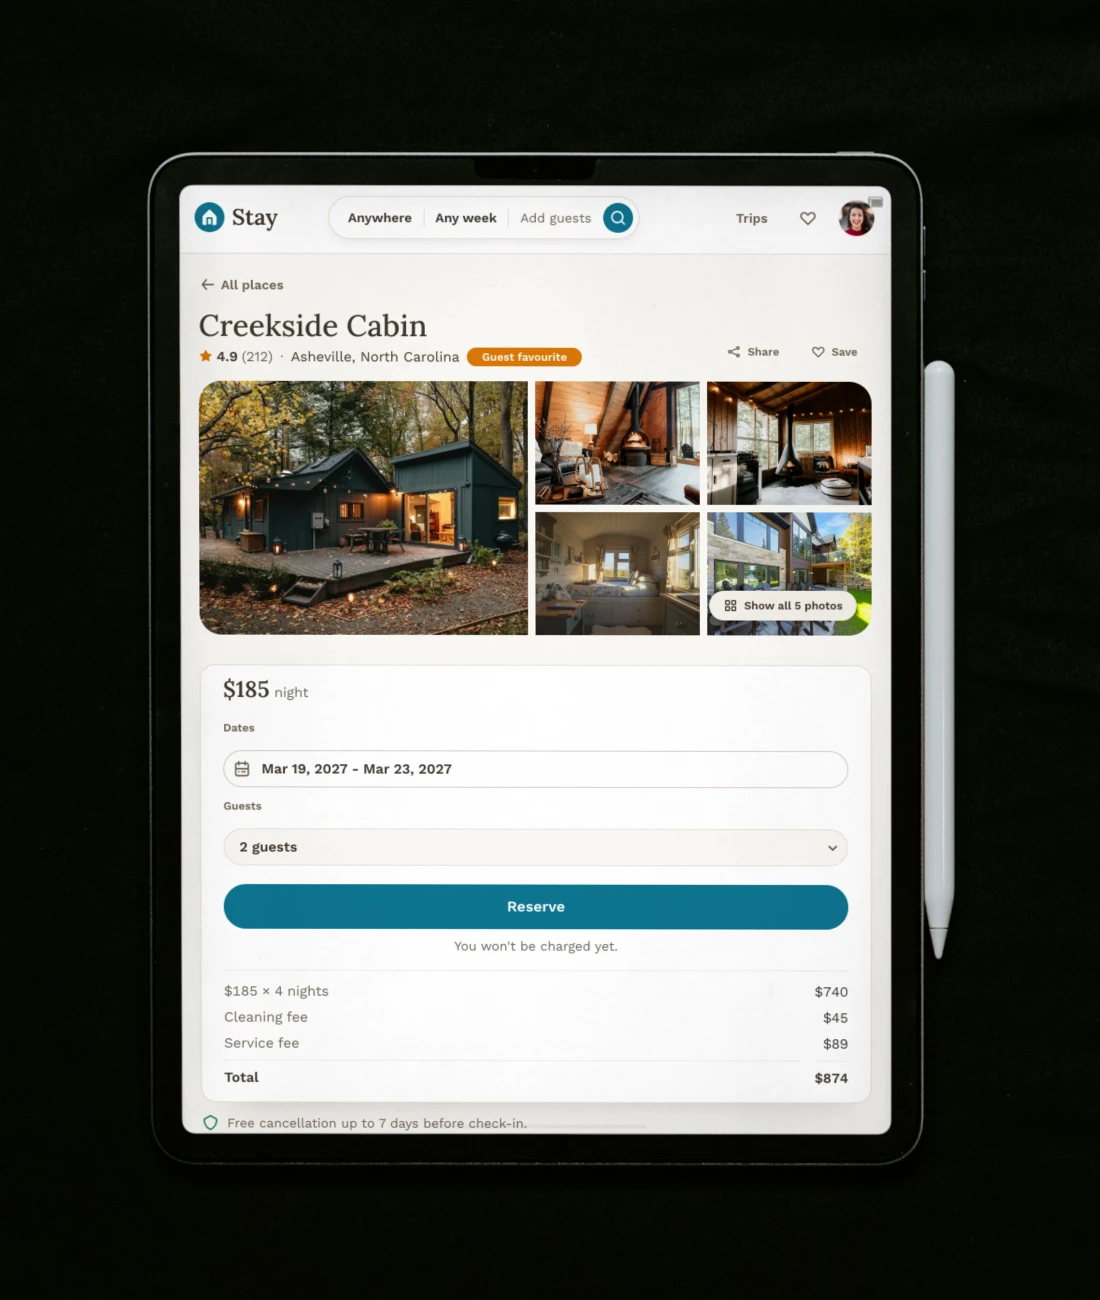 Stay
Anywhere Any week Add guests
Trips
All places
Creekside Cabin
4.9 (212) · Asheville, North Carolina Guest favourite
Share Save
Show all 5 photos
$185 night
Dates
Mar 19, 2027 - Mar 23, 2027
Guests
2 guests
Reserve
You won't be charged yet.
$185 × 4 nights $740
Cleaning fee $45
Service fee $89
Total $874
Free cancellation up to 7 days before check-in.